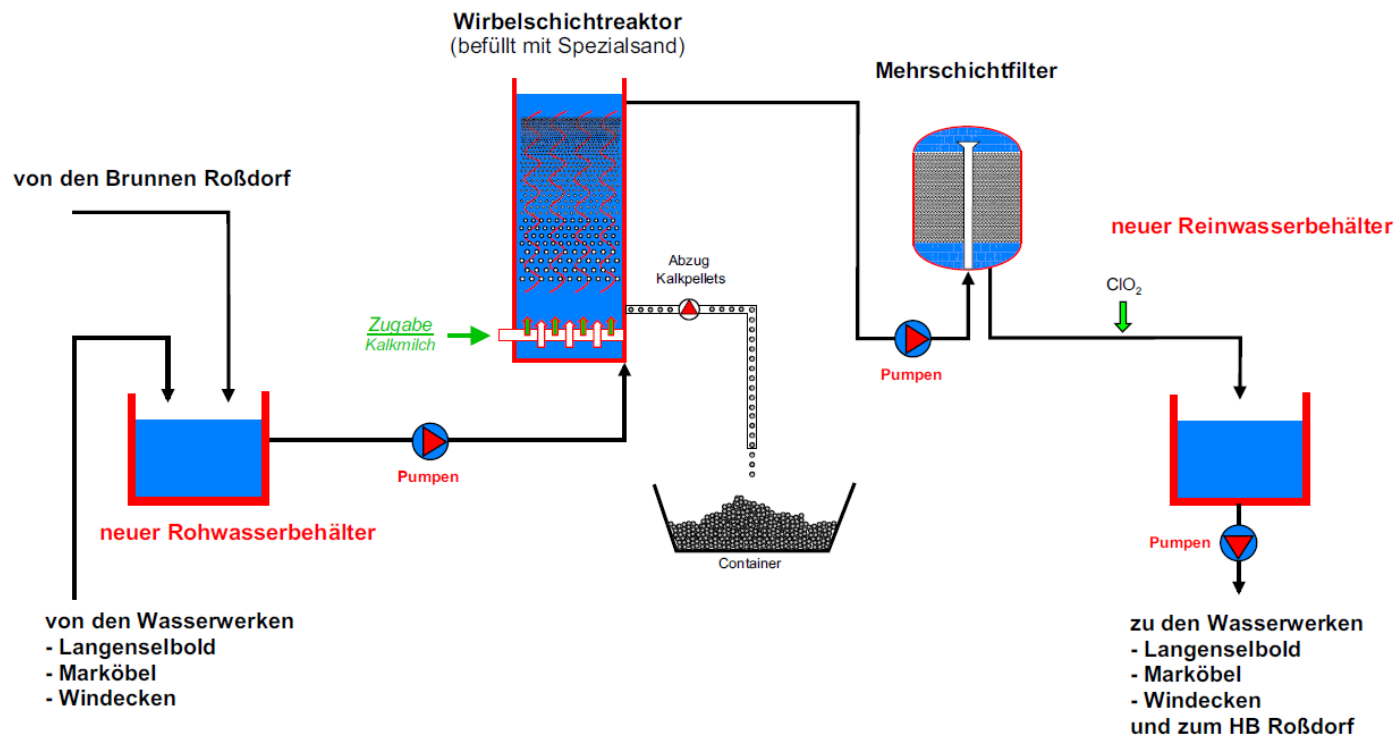 Wirbelschichtreaktor
(befüllt mit Spezialsand)
Mehrschichtfilter
von den Brunnen Roßdorf
neuer Reinwasserbehälter
Abzug
Kalkpellets
ClO₂
Zugabe
Kalkmilch
Pumpen
Pumpen
neuer Rohwasserbehälter
Pumpen
Container
von den Wasserwerken
- Langenselbold
- Marköbel
- Windecken
zu den Wasserwerken
- Langenselbold
- Marköbel
- Windecken
und zum HB Roßdorf